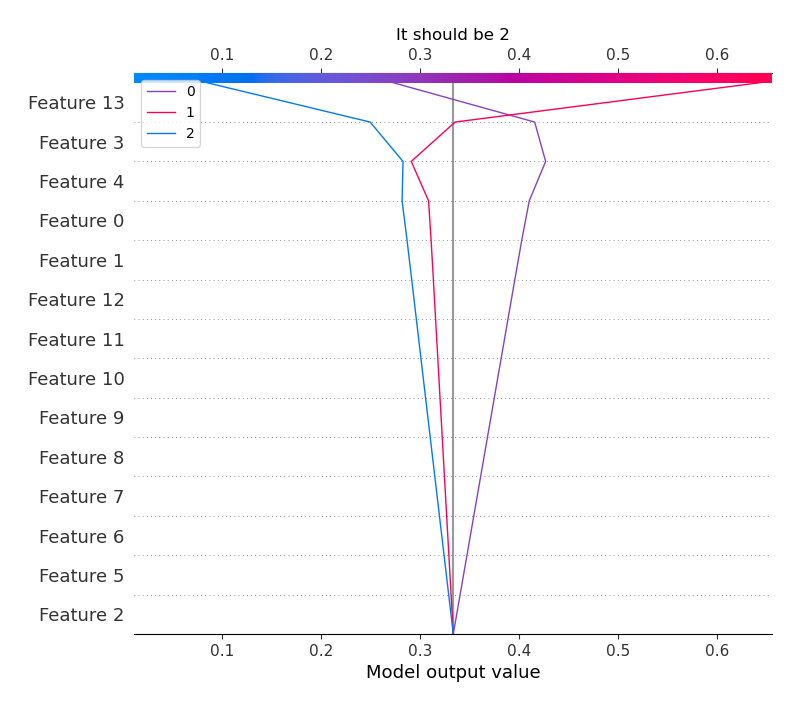 It should be 2
0.1 0.2 0.3 0.4 0.5 0.6
0
1
2
Feature 13
Feature 3
Feature 4
Feature 0
Feature 1
Feature 12
Feature 11
Feature 10
Feature 9
Feature 8
Feature 7
Feature 6
Feature 5
Feature 2
0.1 0.2 0.3 0.4 0.5 0.6
Model output value